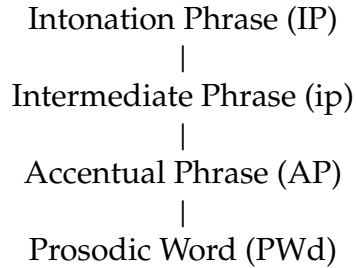 Intonation Phrase (IP)
|
Intermediate Phrase (ip)
|
Accentual Phrase (AP)
|
Prosodic Word (PWd)